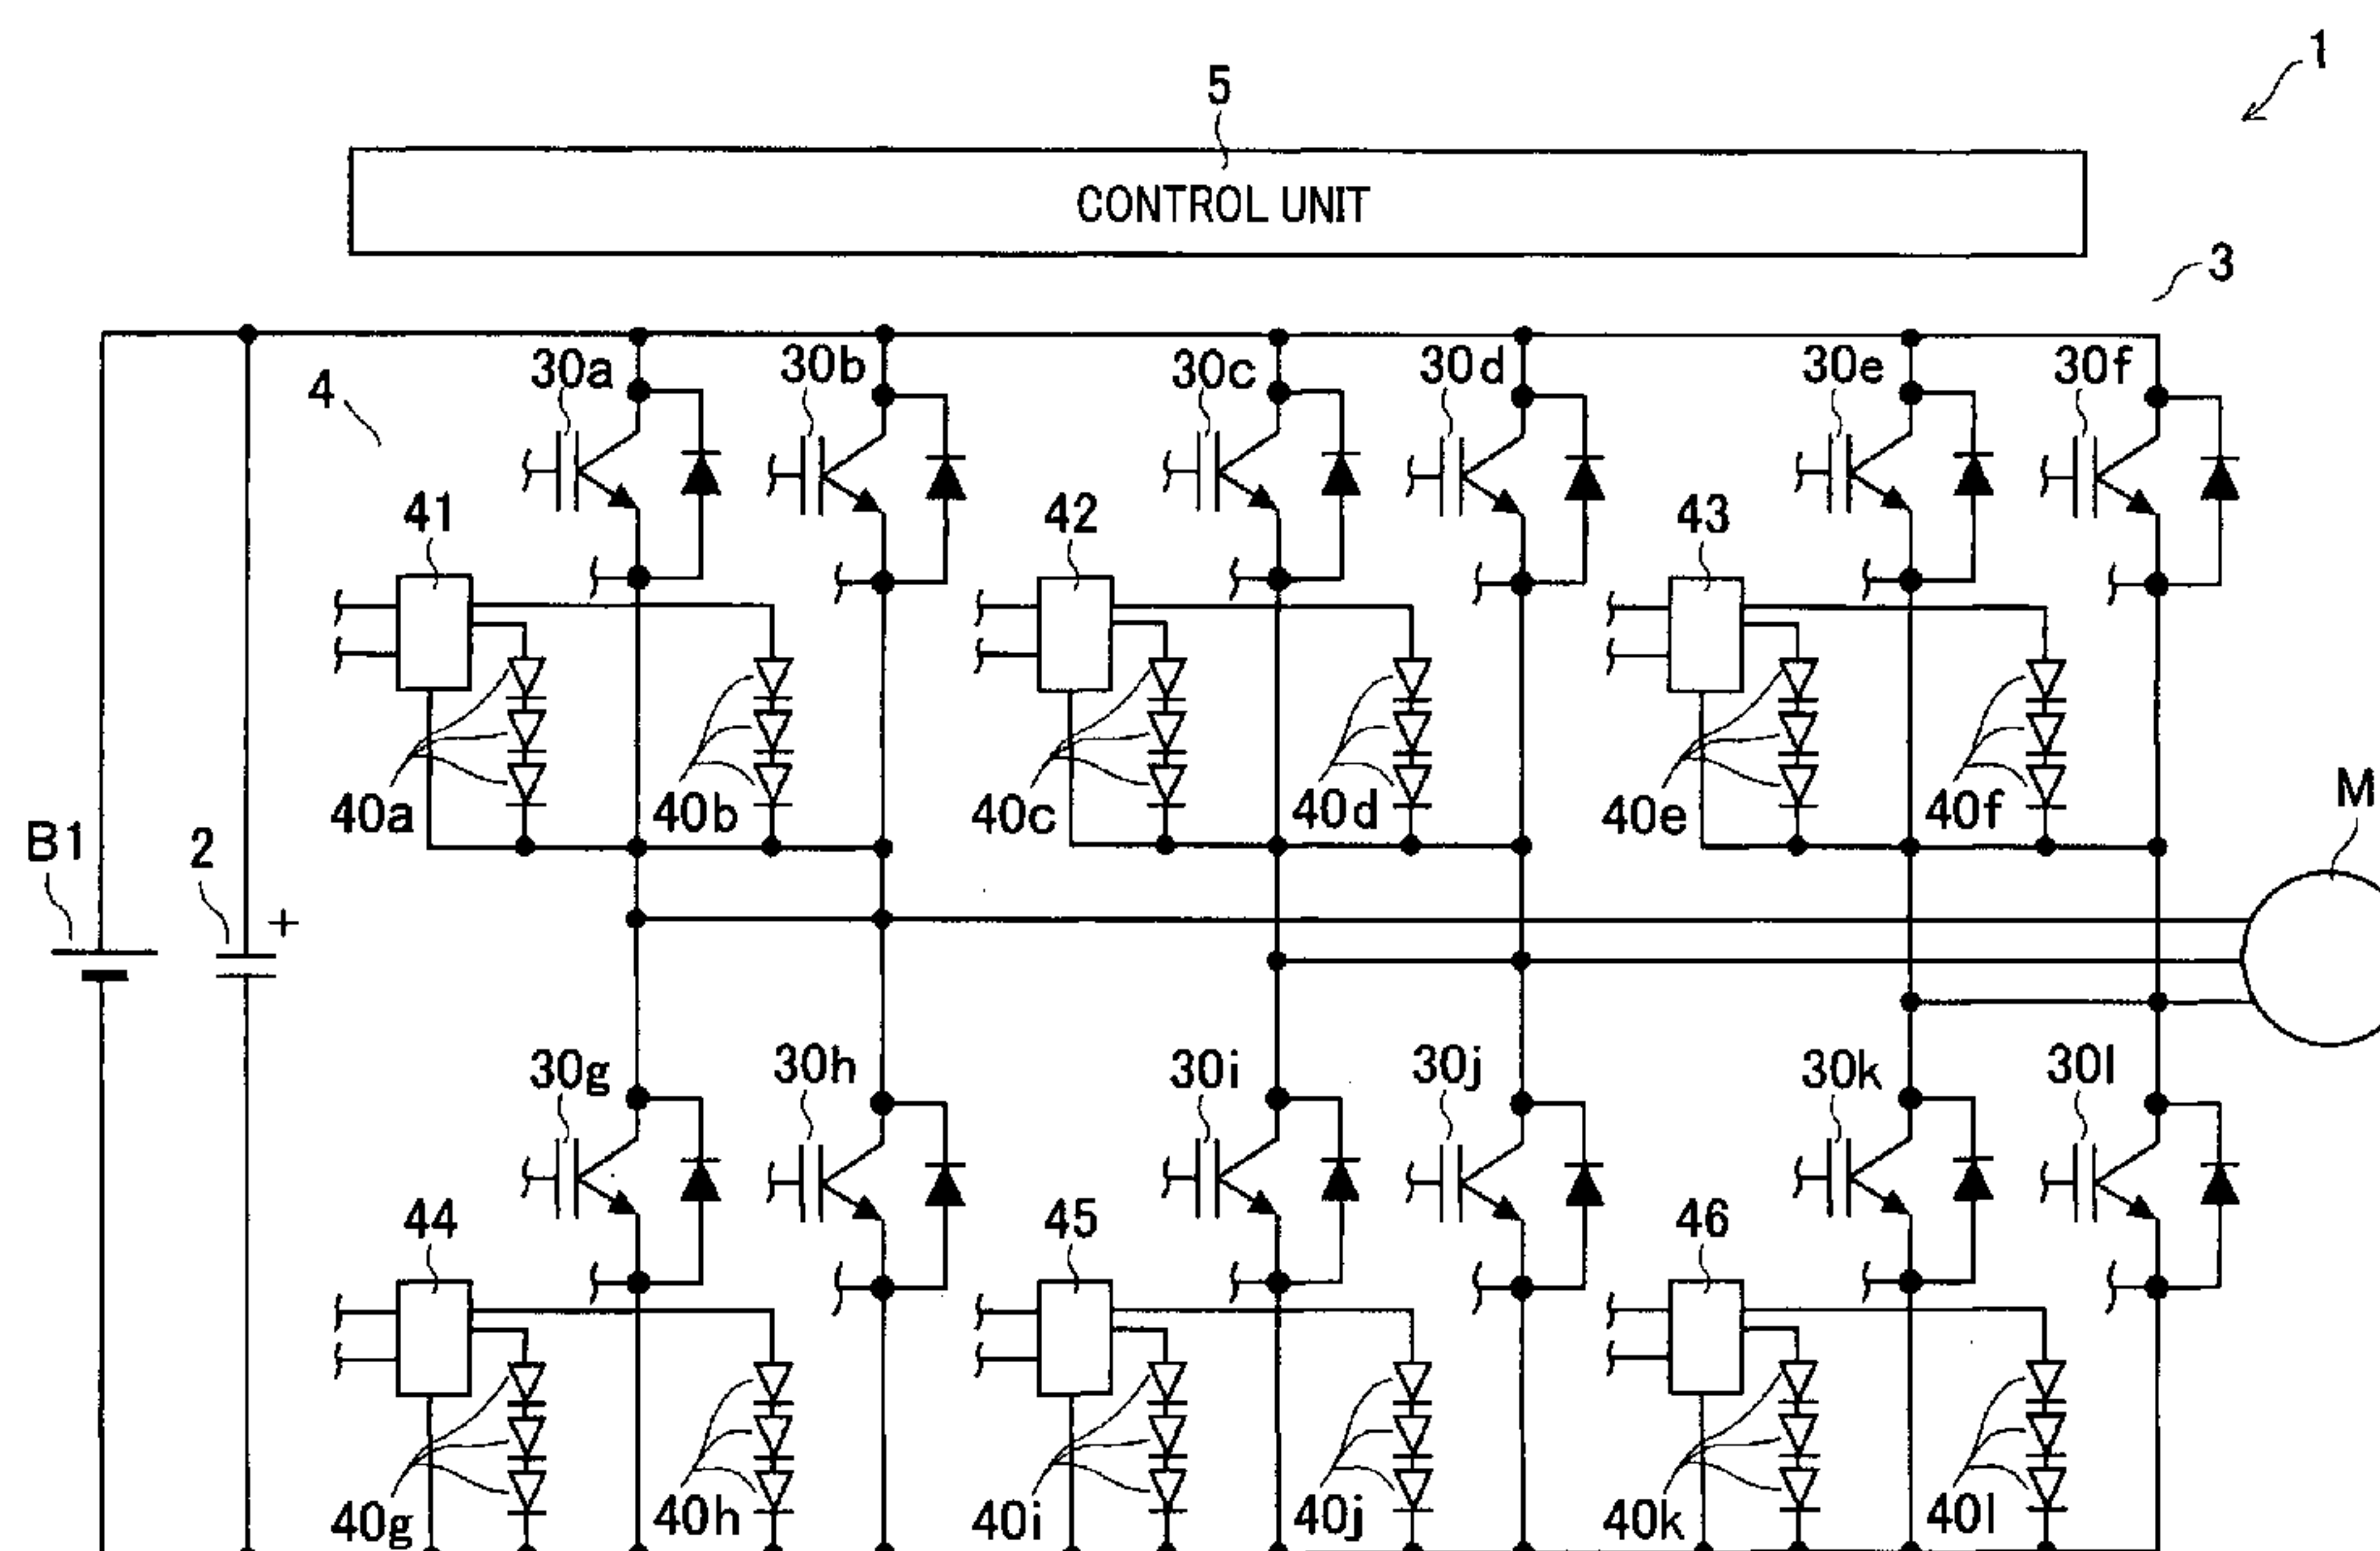 1
5
CONTROL UNIT
3
4
30a 30b 30c 30d 30e 30f
41 42 43
40a 40b 40c 40d 40e 40f
B1 2 + M
30g 30h 30i 30j 30k 30l
44 45 46
40g 40h 40i 40j 40k 40l